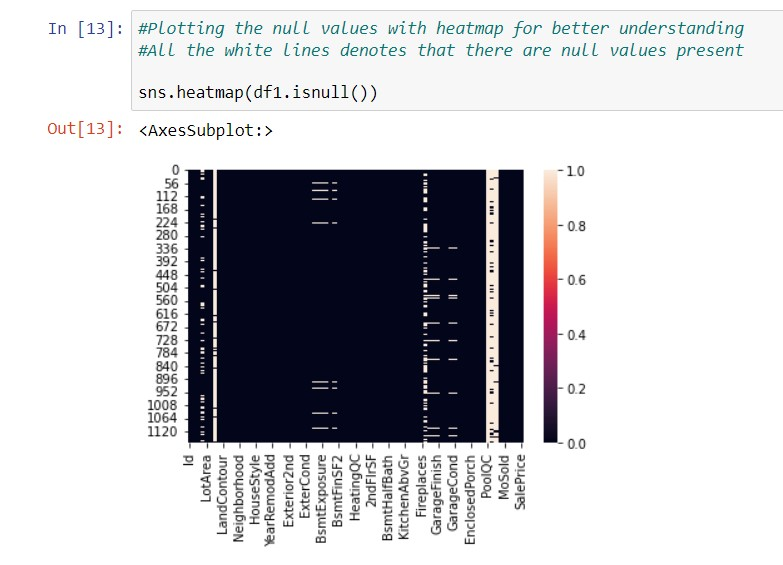 In [13]: #Plotting the null values with heatmap for better understanding
#All the white lines denotes that there are null values present
sns.heatmap(df1.isnull())
Out[13]: <AxesSubplot:>
0
56
112
168
224
280
336
392
448
504
560
616
672
728
784
840
896
952
1008
1064
1120
1.0
0.8
0.6
0.4
0.2
0.0
Id
LotArea
LandContour
Neighborhood
HouseStyle
YearRemodAdd
Exterior2nd
ExterCond
BsmtExposure
BsmtFinSF2
HeatingQC
2ndFlrSF
BsmtHalfBath
KitchenAbvGr
Fireplaces
GarageFinish
GarageCond
EnclosedPorch
PoolQC
MoSold
SalePrice